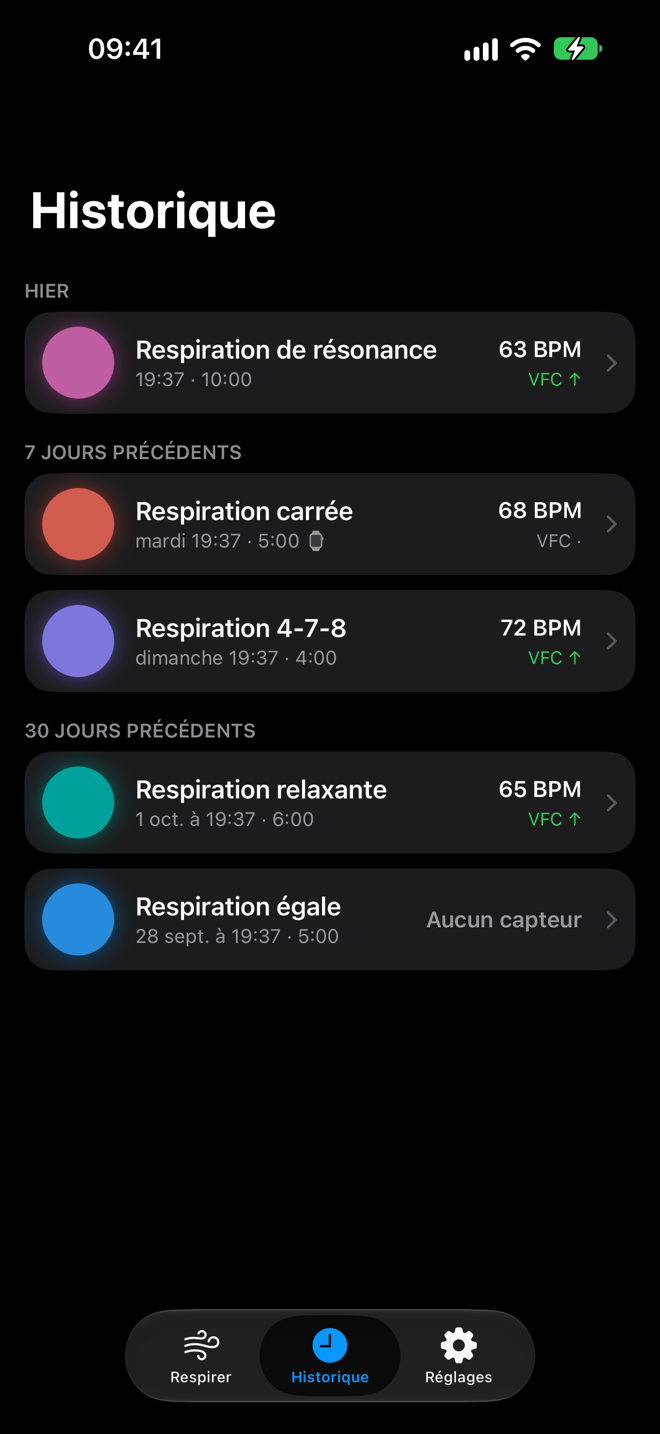 09:41
Historique
HIER
Respiration de résonance
63 BPM
19:37 · 10:00
VFC ↑
7 JOURS PRÉCÉDENTS
Respiration carrée
68 BPM
mardi 19:37 · 5:00
VFC ·
Respiration 4-7-8
72 BPM
dimanche 19:37 · 4:00
VFC ↑
30 JOURS PRÉCÉDENTS
Respiration relaxante
65 BPM
1 oct. à 19:37 · 6:00
VFC ↑
Respiration égale
Aucun capteur
28 sept. à 19:37 · 5:00
Respirer
Historique
Réglages